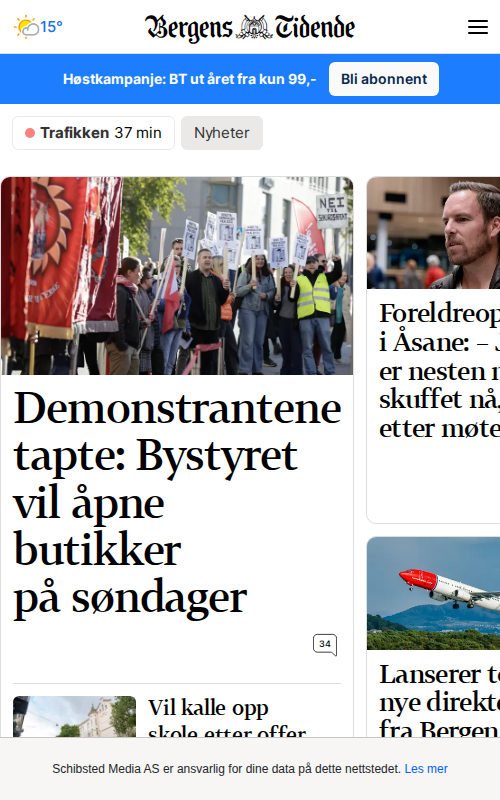 15°
Bergens Tidende
Høstkampanje: BT ut året fra kun 99,-
Bli abonnent
Trafikken 37 min
Nyheter
NEI
TIL
Demonstrantene
tapte: Bystyret
vil åpne
butikker
på søndager
34
Vil kalle opp
skole etter offer
Foreldreop
i Åsane: – J
er nesten
skuffet nå,
etter møte
Lanserer t
nye direkt
fra Bergen
Schibsted Media AS er ansvarlig for dine data på dette nettstedet. Les mer